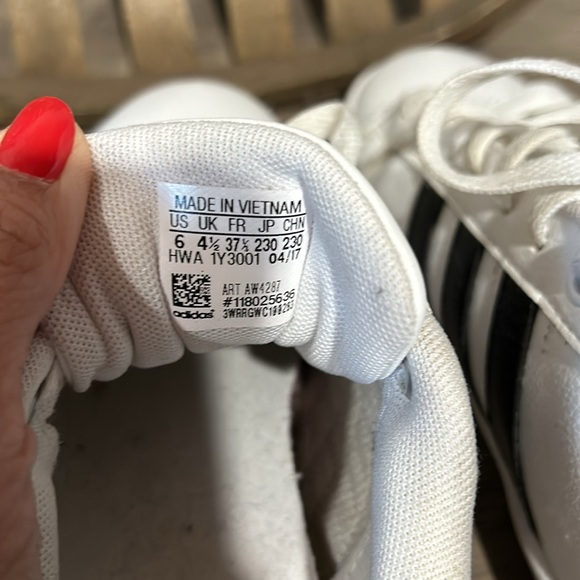 MADE IN VIETNAM
US UK FR JP CHN
6 4½ 37⅓ 230 230
HWA 1Y3001 04/17
ART AW4287
#118025636
adidas